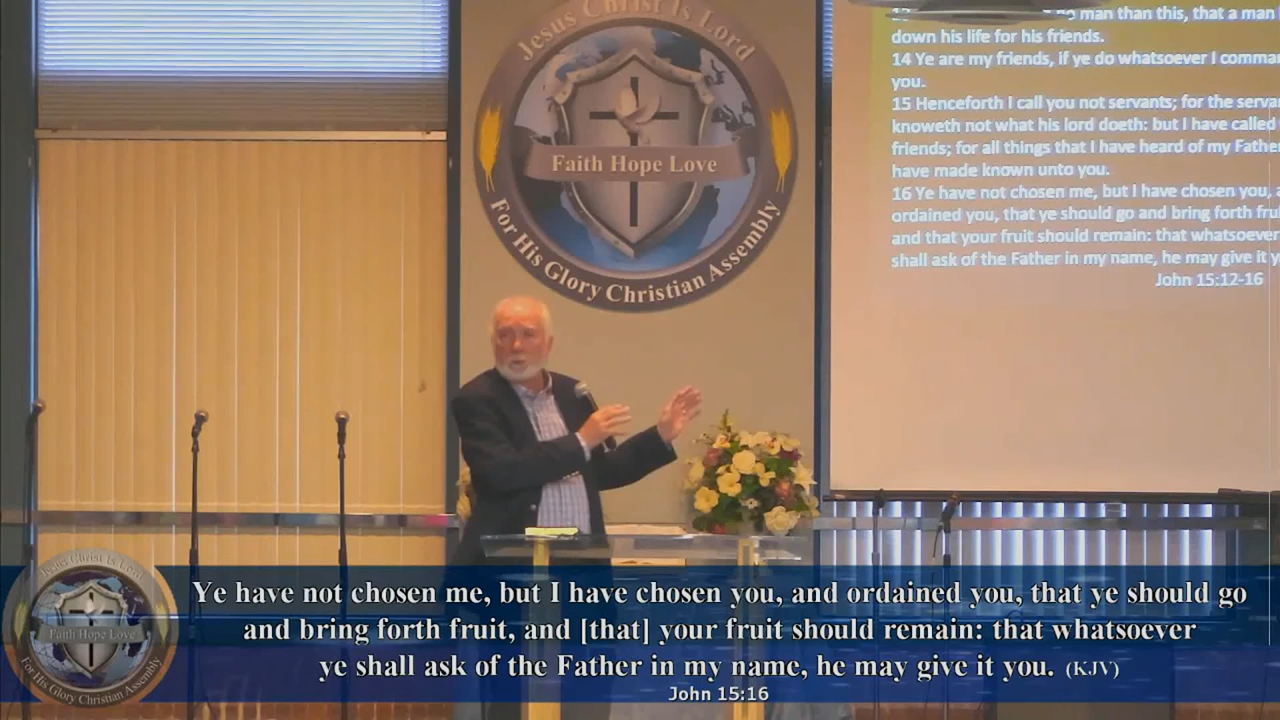 Jesus Christ Is Lord
Faith Hope Love
For His Glory Christian Assembly
man than this, that a man
down his life for his friends.
14 Ye are my friends, if ye do whatsoever I comma
you.
15 Henceforth I call you not servants; for the serva
knoweth not what his lord doeth: but I have called
friends; for all things that I have heard of my Father
have made known unto you.
16 Ye have not chosen me, but I have chosen you,
ordained you, that ye should go and bring forth fru
and that your fruit should remain: that whatsoever
shall ask of the Father in my name, he may give it y
John 15:12-16
Jesus Christ Is Lord
Faith Hope Love
For His Glory Christian Assembly
Ye have not chosen me, but I have chosen you, and ordained you, that ye should go
and bring forth fruit, and [that] your fruit should remain: that whatsoever
ye shall ask of the Father in my name, he may give it you. (KJV)
John 15:16